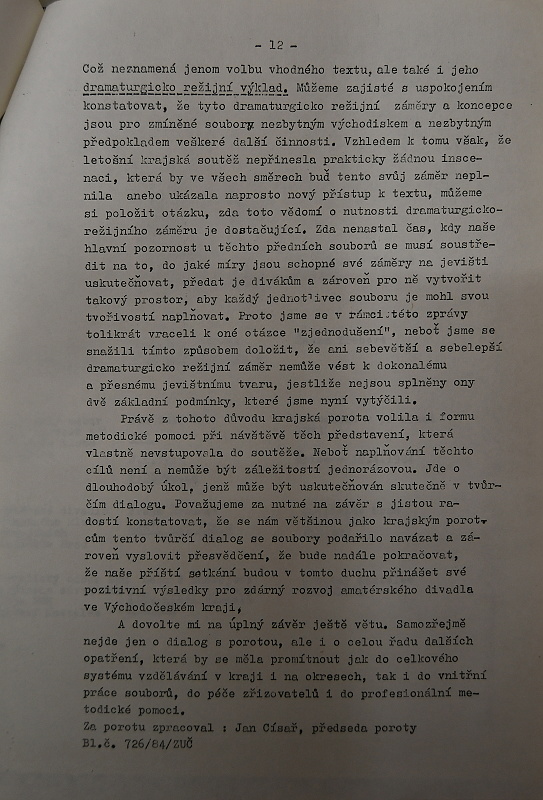 - 12 -
Což neznamená jenom volbu vhodného textu, ale také i jeho
dramaturgicko režijní výklad. Můžeme zajisté s uspokojením
konstatovat, že tyto dramaturgicko režijní záměry a koncepce
jsou pro zmíněné soubory nezbytným východiskem a nezbytným
předpokladem veškeré další činnosti. Vzhledem k tomu však, že
letošní krajská soutěž nepřinesla prakticky žádnou insce-
naci, která by ve všech směrech buď tento svůj záměr nepl-
nila anebo ukázala naprosto nový přístup k textu, můžeme
si položit otázku, zda toto vědomí o nutnosti dramaturgicko-
režijního záměru je dostačující. Zda nenastal čas, kdy naše
hlavní pozornost u těchto předních souborů se musí soustře-
dit na to, do jaké míry jsou schopné své záměry na jevišti
uskutečňovat, předat je divákům a zároveň pro ně vytvořit
takový prostor, aby každý jednotlivec souboru je mohl svou
tvořivostí naplňovat. Proto jsme se v rámci této zprávy
tolikrát vraceli k oné otázce "zjednodušení", neboť jsme se
snažili tímto způsobem doložit, že ani sebevětší a sebelepší
dramaturgicko režijní záměr nemůže vést k dokonalému
a přesnému jevištnímu tvaru, jestliže nejsou splněny ony
dvě základní podmínky, které jsme nyní vytýčili.
Právě z tohoto důvodu krajská porota volila i formu
metodické pomoci při návštěvě těch představení, která
vlastně nevstupovala do soutěže. Neboť naplňování těchto
cílů není a nemůže být záležitostí jednorázovou. Jde o
dlouhodobý úkol, jenž může být uskutečňován skutečně v tvůr-
čím dialogu. Považujeme za nutné na závěr s jistou ra-
dostí konstatovat, že se nám většinou jako krajským porot-
cům tento tvůrčí dialog se soubory podařilo navázat a zá-
roveň vyslovit přesvědčení, že bude nadále pokračovat,
že naše příští setkání budou v tomto duchu přinášet své
pozitivní výsledky pro zdárný rozvoj amatérského divadla
ve Východočeském kraji,
A dovolte mi na úplný závěr ještě větu. Samozřejmě
nejde jen o dialog s porotou, ale i o celou řadu dalších
opatření, která by se měla promítnout jak do celkového
systému vzdělávání v kraji i na okresech, tak i do vnitřní
práce souborů, do péče zřizovatelů i do profesionální me-
todické pomoci.
Za porotu zpracoval : Jan Císař, předseda poroty
Bl.č. 726/84/ZUČ